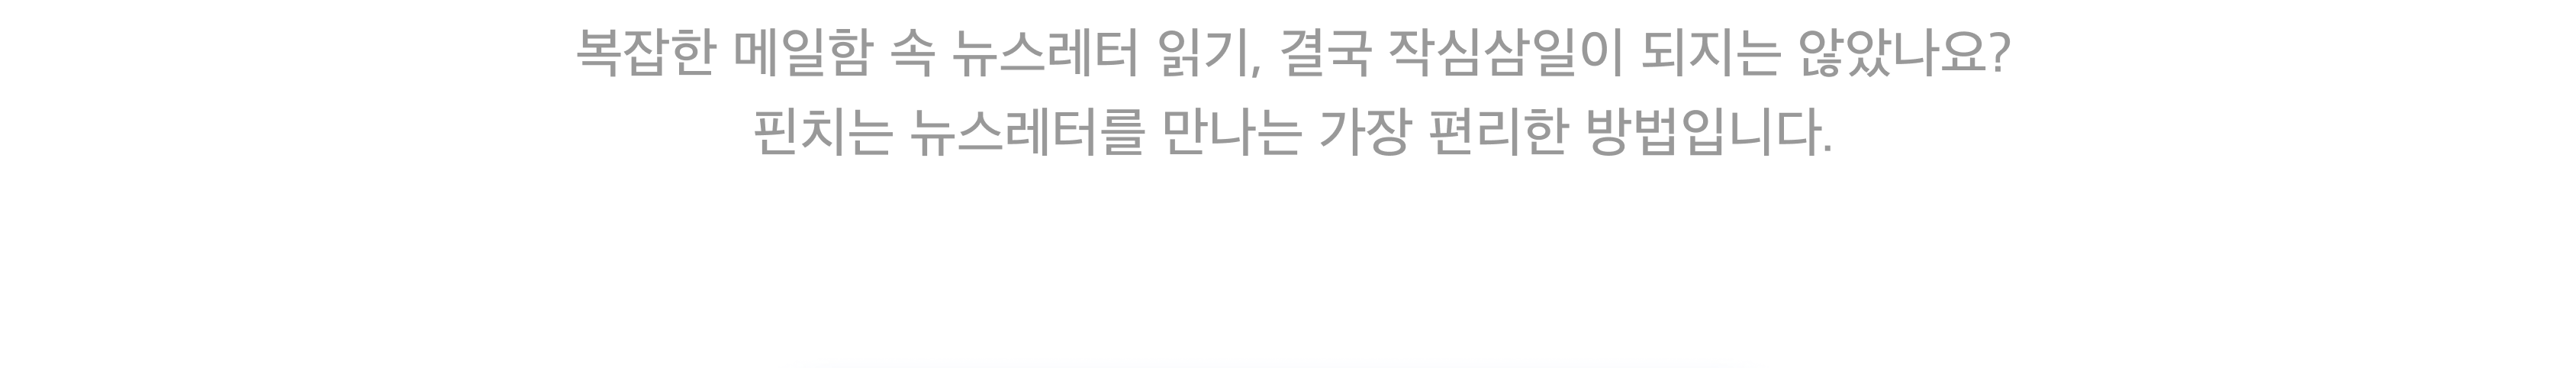 복잡한 메일함 속 뉴스레터 읽기, 결국 작심삼일이 되지는 않았나요?
핀치는 뉴스레터를 만나는 가장 편리한 방법입니다.